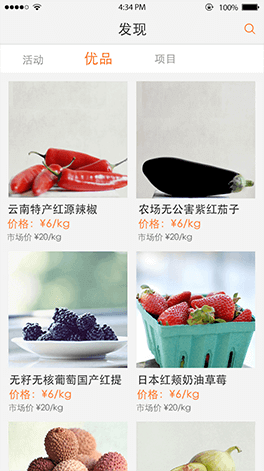 4:34 PM
100%
发现
活动 优品 项目
云南特产红源辣椒
价格：¥6/kg
市场价 ¥20/kg
农场无公害紫红茄子
价格：¥6/kg
市场价 ¥20/kg
无籽无核葡萄国产红提
价格：¥6/kg
市场价 ¥20/kg
日本红颊奶油草莓
价格：¥6/kg
市场价 ¥20/kg